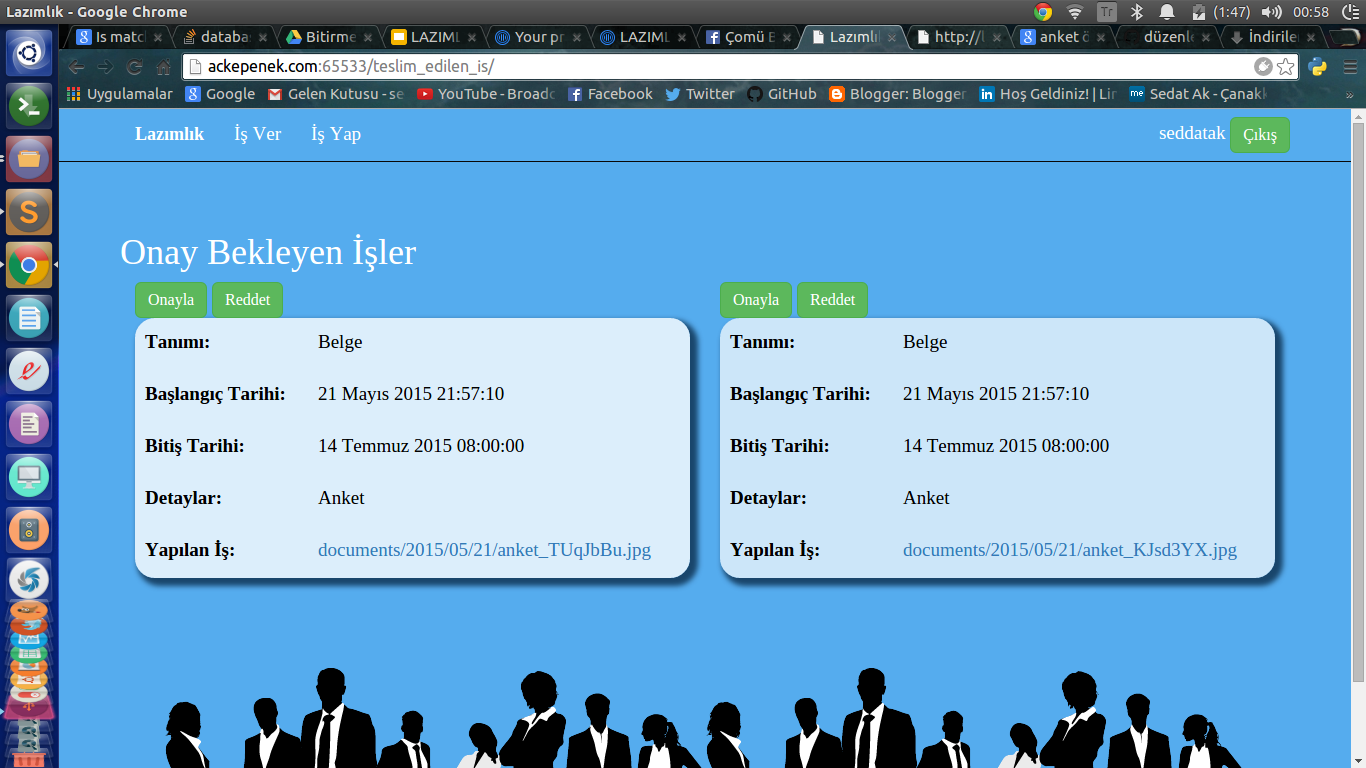 Lazımlık - Google Chrome
Tr (1:47) 00:58
Is matc databas Bitirme LAZIML Your pr LAZIML Çomü B Lazımlı http://l anket ö düzenle İndirile
ackepenek.com:65533/teslim_edilen_is/
Uygulamalar Google Gelen Kutusu - se YouTube - Broadc Facebook Twitter GitHub Blogger: Blogger Hoş Geldiniz! | Lin Sedat Ak - Çanakk »
Lazımlık İş Ver İş Yap seddatak Çıkış
Onay Bekleyen İşler
Onayla Reddet
Tanımı: Belge
Başlangıç Tarihi: 21 Mayıs 2015 21:57:10
Bitiş Tarihi: 14 Temmuz 2015 08:00:00
Detaylar: Anket
Yapılan İş: documents/2015/05/21/anket_TUqJbBu.jpg
Onayla Reddet
Tanımı: Belge
Başlangıç Tarihi: 21 Mayıs 2015 21:57:10
Bitiş Tarihi: 14 Temmuz 2015 08:00:00
Detaylar: Anket
Yapılan İş: documents/2015/05/21/anket_KJsd3YX.jpg